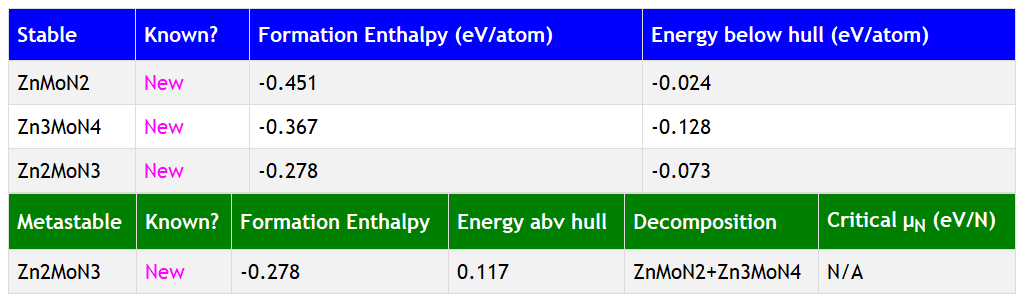 Stable Known? Formation Enthalpy (eV/atom) Energy below hull (eV/atom)
ZnMoN2 New -0.451 -0.024
Zn3MoN4 New -0.367 -0.128
Zn2MoN3 New -0.278 -0.073
Metastable Known? Formation Enthalpy Energy abv hull Decomposition Critical μN (eV/N)
Zn2MoN3 New -0.278 0.117 ZnMoN2+Zn3MoN4 N/A